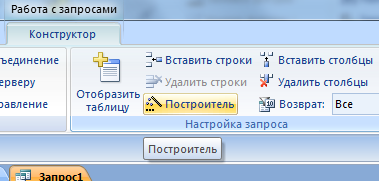 Работа с запросами
Конструктор
ъединение
Вставить строки
Вставить столбцы
ерверу
Удалить строки
Удалить столбцы
равление
Отобразить таблицу
Построитель
Возврат: Все
Настройка запроса
Построитель
Запрос1